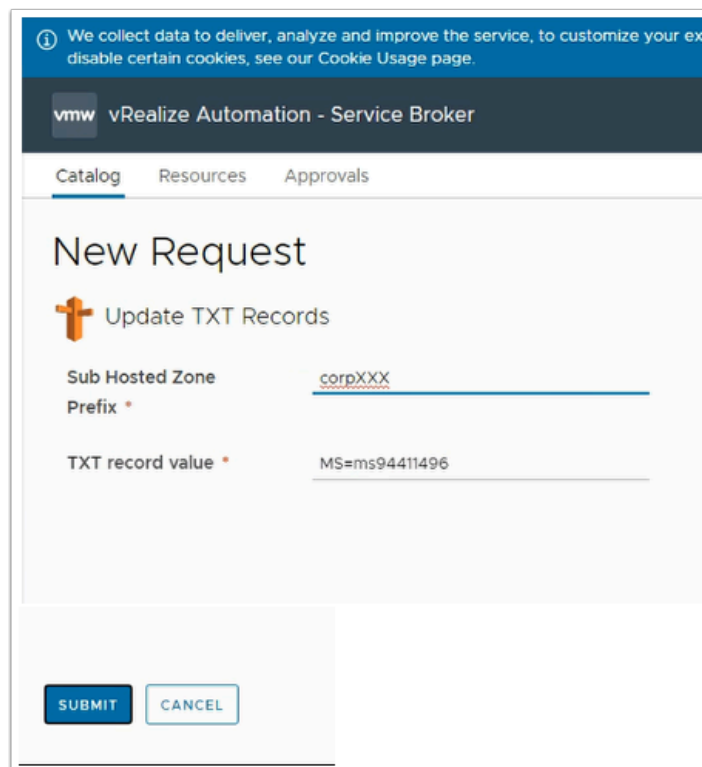 We collect data to deliver, analyze and improve the service, to customize your ex
disable certain cookies, see our Cookie Usage page.
vmw vRealize Automation - Service Broker
Catalog Resources Approvals
New Request
Update TXT Records
Sub Hosted Zone corpXXX
Prefix *
TXT record value * MS=ms94411496
SUBMIT CANCEL